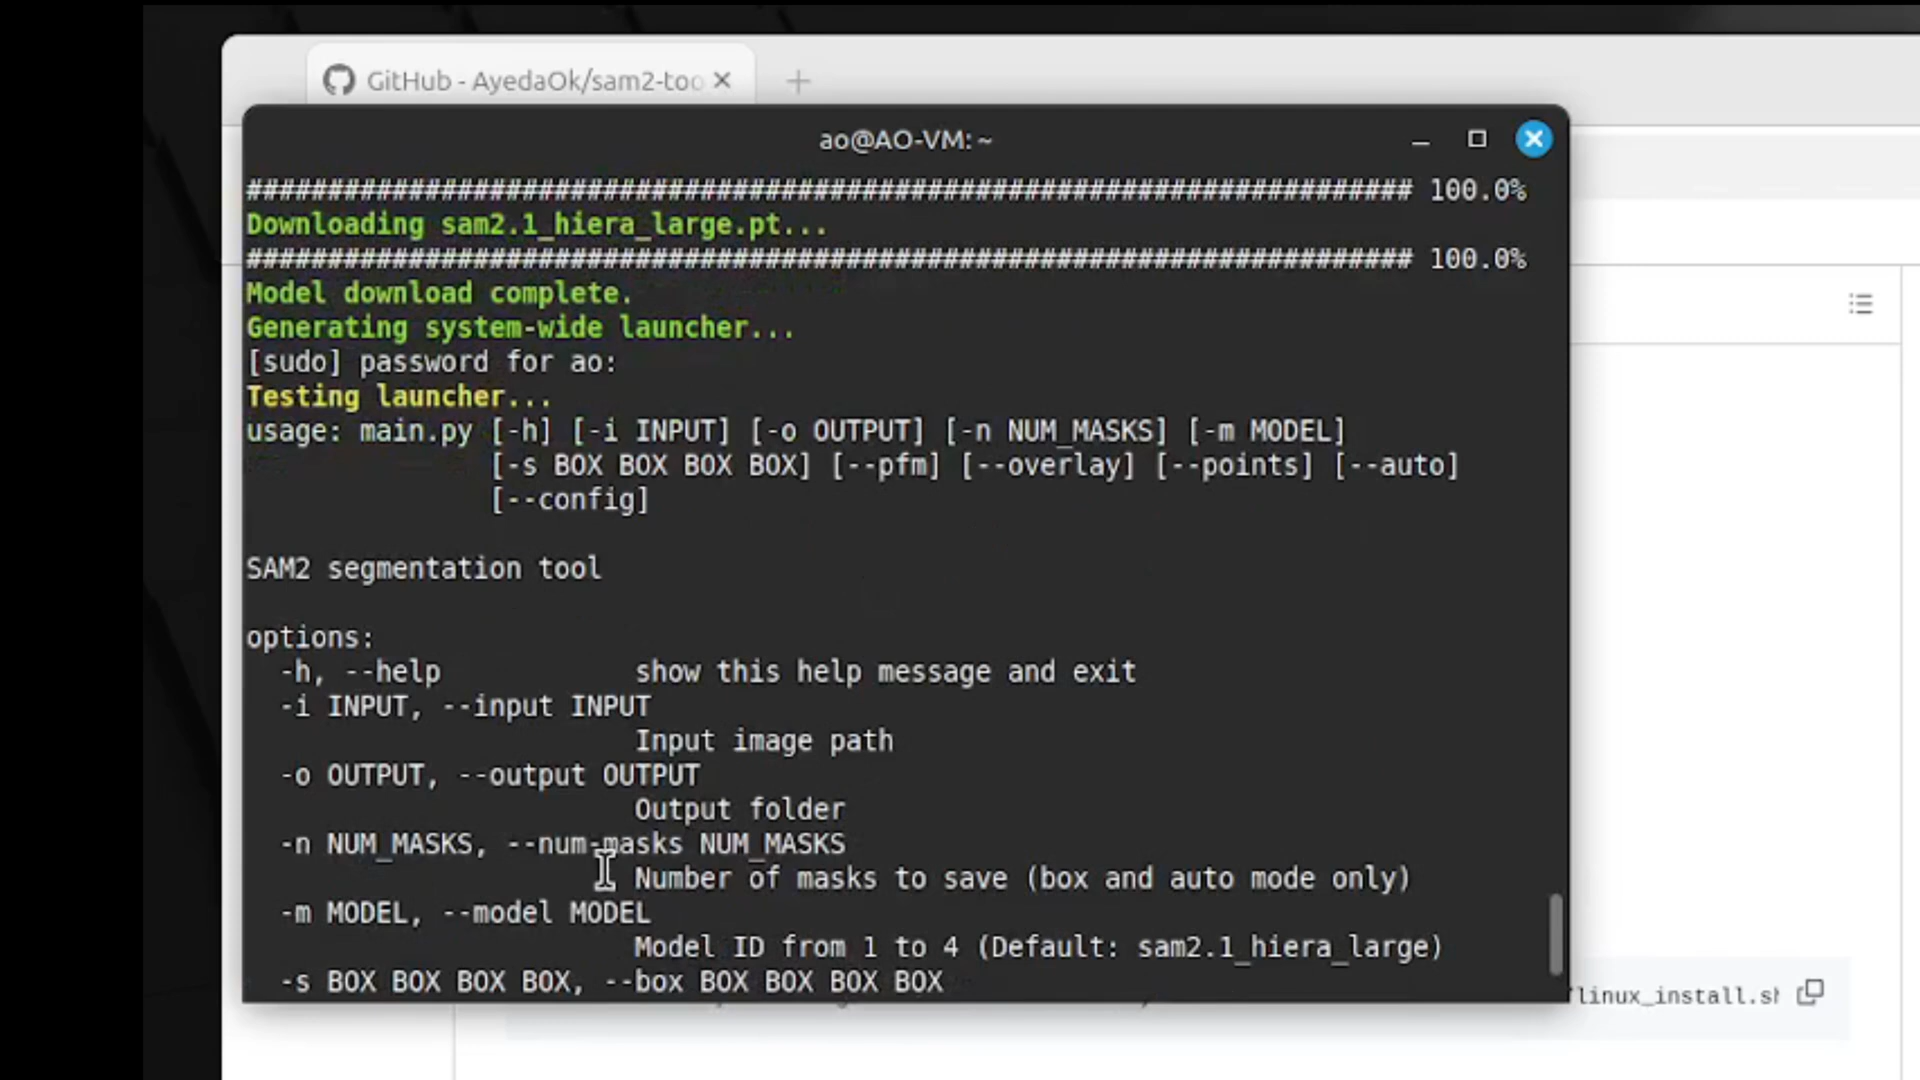 GitHub - AyedaOk/sam2-too
ao@AO-VM: ~
######################################################################## 100.0%
Downloading sam2.1_hiera_large.pt...
######################################################################## 100.0%
Model download complete.
Generating system-wide launcher...
[sudo] password for ao:
Testing launcher...
usage: main.py [-h] [-i INPUT] [-o OUTPUT] [-n NUM_MASKS] [-m MODEL]
[-s BOX BOX BOX BOX] [--pfm] [--overlay] [--points] [--auto]
[--config]
SAM2 segmentation tool
options:
-h, --help show this help message and exit
-i INPUT, --input INPUT
Input image path
-o OUTPUT, --output OUTPUT
Output folder
-n NUM_MASKS, --num-masks NUM_MASKS
Number of masks to save (box and auto mode only)
-m MODEL, --model MODEL
Model ID from 1 to 4 (Default: sam2.1_hiera_large)
-s BOX BOX BOX BOX, --box BOX BOX BOX BOX
linux_install.sh